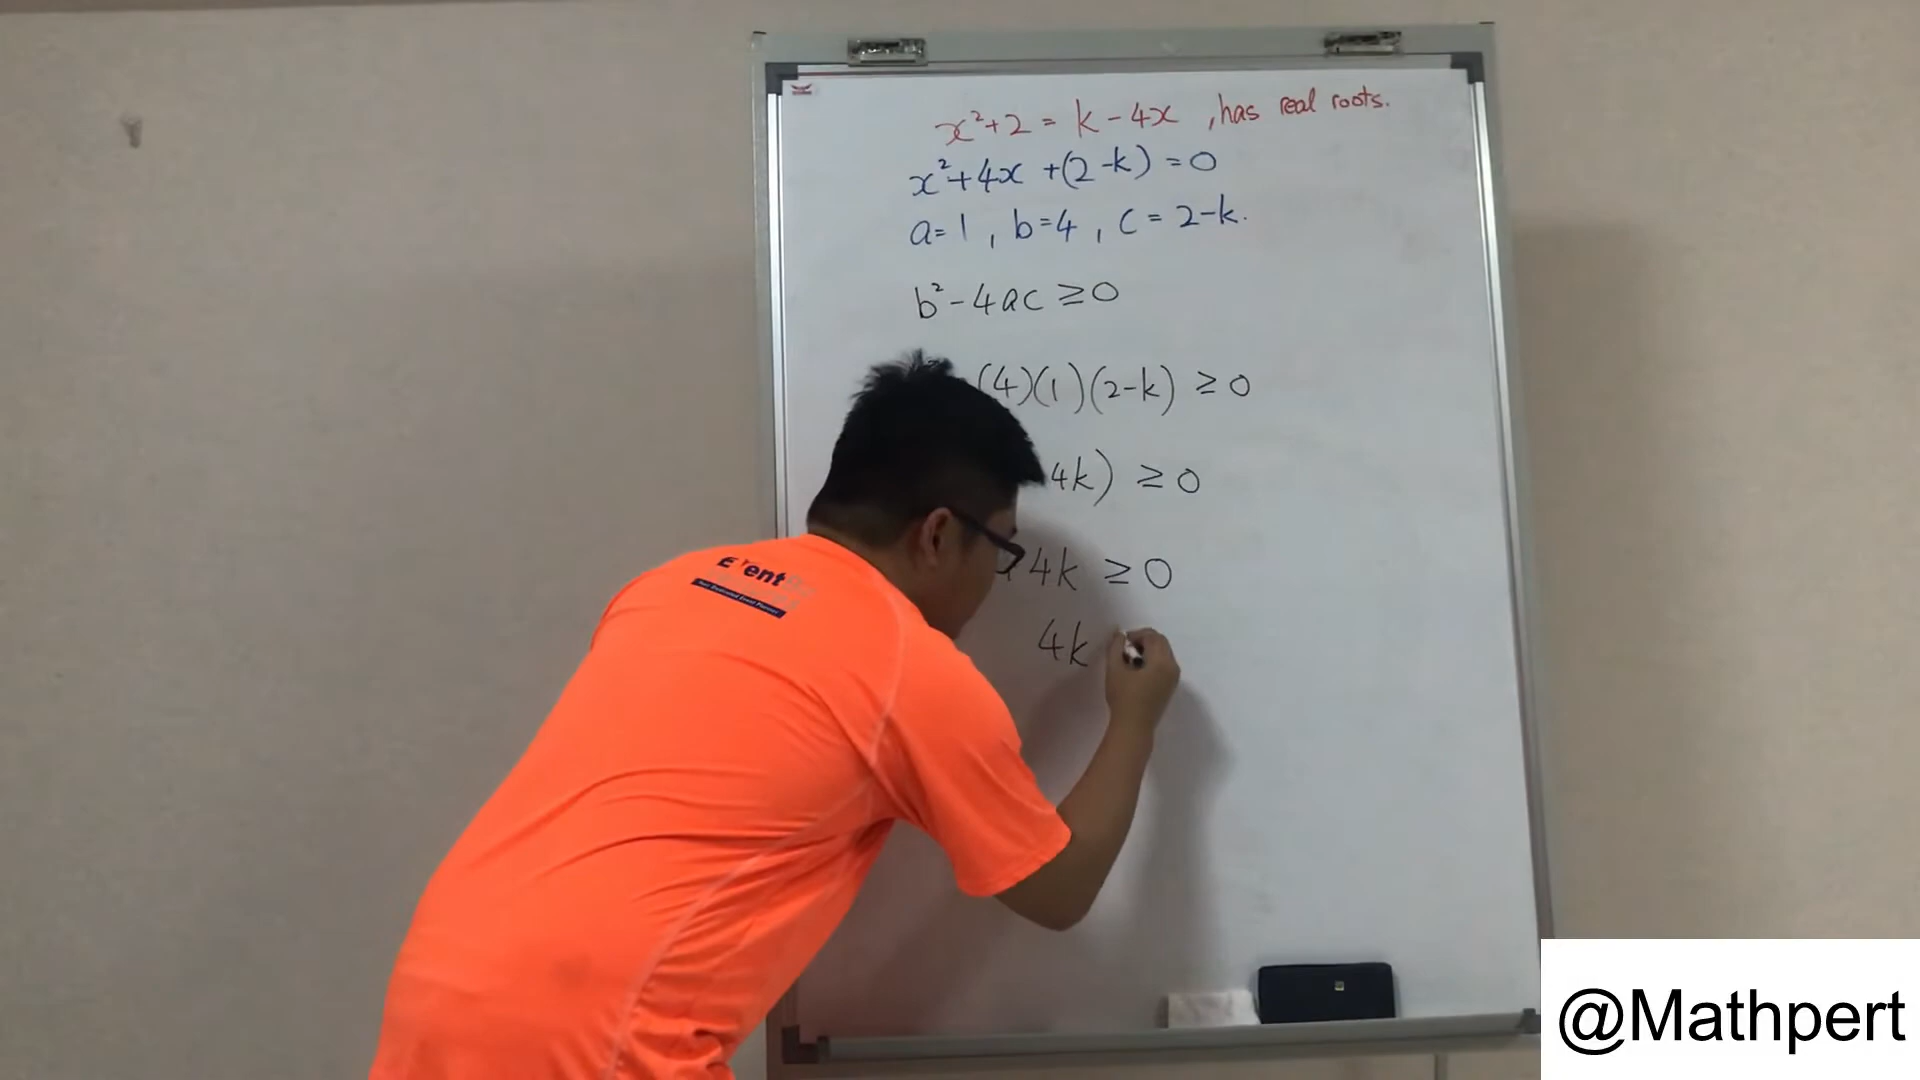 x²+2 = k-4x , has real roots.
x²+4x +(2-k) = 0
a=1 , b=4 , c = 2-k.
b²-4ac ≥0
(4)(1)(2-k) ≥ 0
4k) ≥ 0
4k ≥ 0
4k
Event
@Mathpert